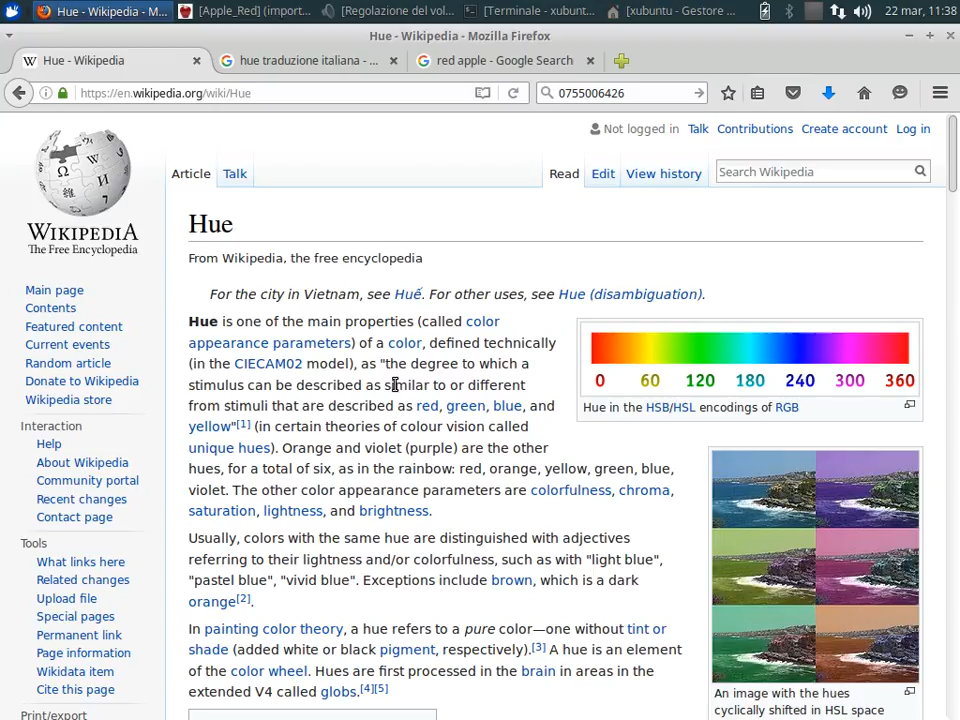 Hue - Wikipedia - M...
[Apple_Red] (import...
[Regolazione del vol...
[Terminale - xubunt...
[xubuntu - Gestore ...
22 mar, 11:38
Hue - Wikipedia - Mozilla Firefox
Hue - Wikipedia
hue traduzione italiana - ...
red apple - Google Search
https://en.wikipedia.org/wiki/Hue
0755006426
Not logged in Talk Contributions Create account Log in
Article Talk Read Edit View history
Search Wikipedia
WIKIPEDIA
The Free Encyclopedia
Main page
Contents
Featured content
Current events
Random article
Donate to Wikipedia
Wikipedia store
Interaction
Help
About Wikipedia
Community portal
Recent changes
Contact page
Tools
What links here
Related changes
Upload file
Special pages
Permanent link
Page information
Wikidata item
Cite this page
Print/export
Hue
From Wikipedia, the free encyclopedia
For the city in Vietnam, see Huế. For other uses, see Hue (disambiguation).
Hue is one of the main properties (called color
appearance parameters) of a color, defined technically
(in the CIECAM02 model), as "the degree to which a
stimulus can be described as similar to or different
from stimuli that are described as red, green, blue, and
yellow"[1] (in certain theories of colour vision called
unique hues). Orange and violet (purple) are the other
hues, for a total of six, as in the rainbow: red, orange, yellow, green, blue,
violet. The other color appearance parameters are colorfulness, chroma,
saturation, lightness, and brightness.
Usually, colors with the same hue are distinguished with adjectives
referring to their lightness and/or colorfulness, such as with "light blue",
"pastel blue", "vivid blue". Exceptions include brown, which is a dark
orange[2].
In painting color theory, a hue refers to a pure color—one without tint or
shade (added white or black pigment, respectively).[3] A hue is an element
of the color wheel. Hues are first processed in the brain in areas in the
extended V4 called globs.[4][5]
0 60 120 180 240 300 360
Hue in the HSB/HSL encodings of RGB
An image with the hues
cyclically shifted in HSL space